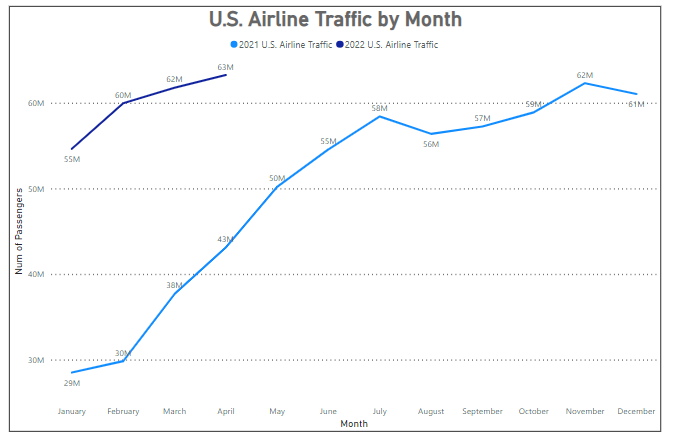 U.S. Airline Traffic by Month
2021 U.S. Airline Traffic 2022 U.S. Airline Traffic
63M
62M
60M
55M
62M
61M
59M
58M
57M
56M
55M
50M
43M
38M
30M
29M
60M
50M
40M
30M
Num of Passengers
January February March April May June July August September October November December
Month